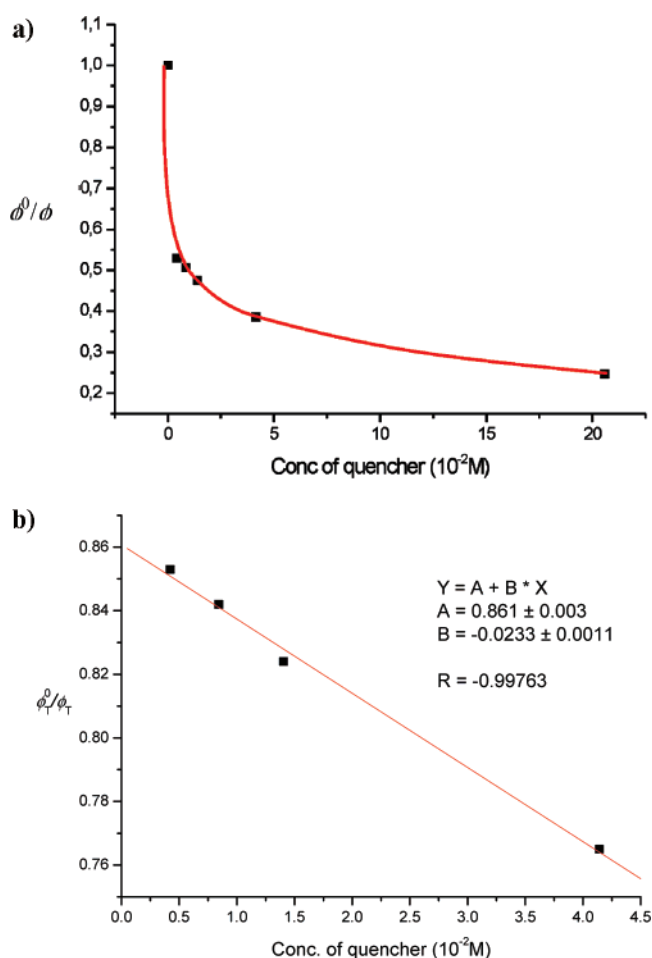 a)
1,1
1,0
0,9
0,8
0,7
0,6
0,5
0,4
0,3
0,2
ϕ⁰/ϕ
0 5 10 15 20
Conc of quencher (10⁻²M)
b)
0.86
0.84
0.82
0.80
0.78
0.76
ϕ⁰_T/ϕ_T
Y = A + B * X
A = 0.861 ± 0.003
B = -0.0233 ± 0.0011
R = -0.99763
0.0 0.5 1.0 1.5 2.0 2.5 3.0 3.5 4.0 4.5
Conc. of quencher (10⁻²M)